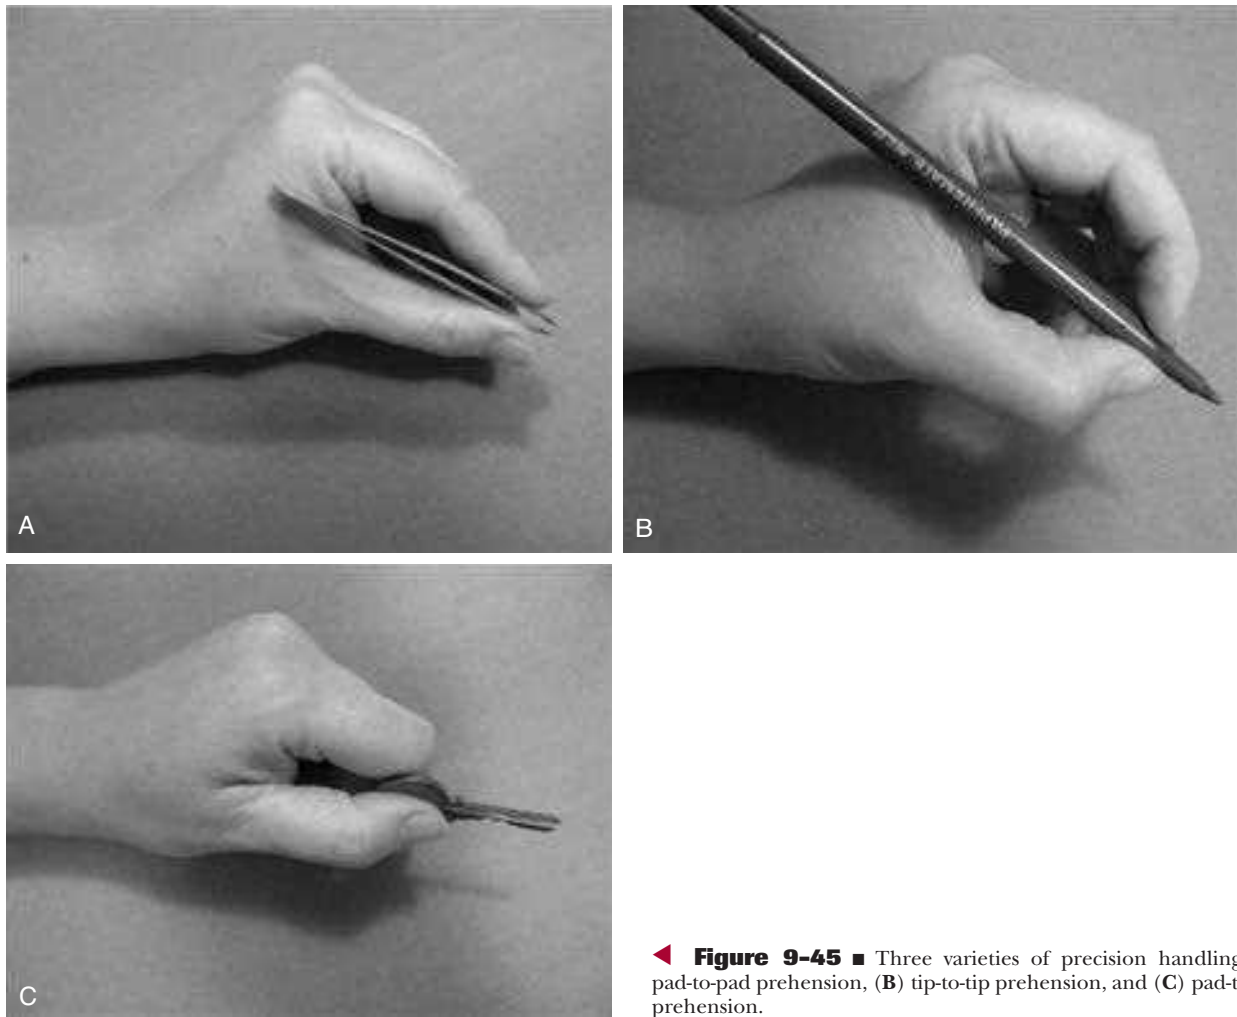 A
B
C
◀ Figure 9-45 ■ Three varieties of precision handling
pad-to-pad prehension, (B) tip-to-tip prehension, and (C) pad-t
prehension.